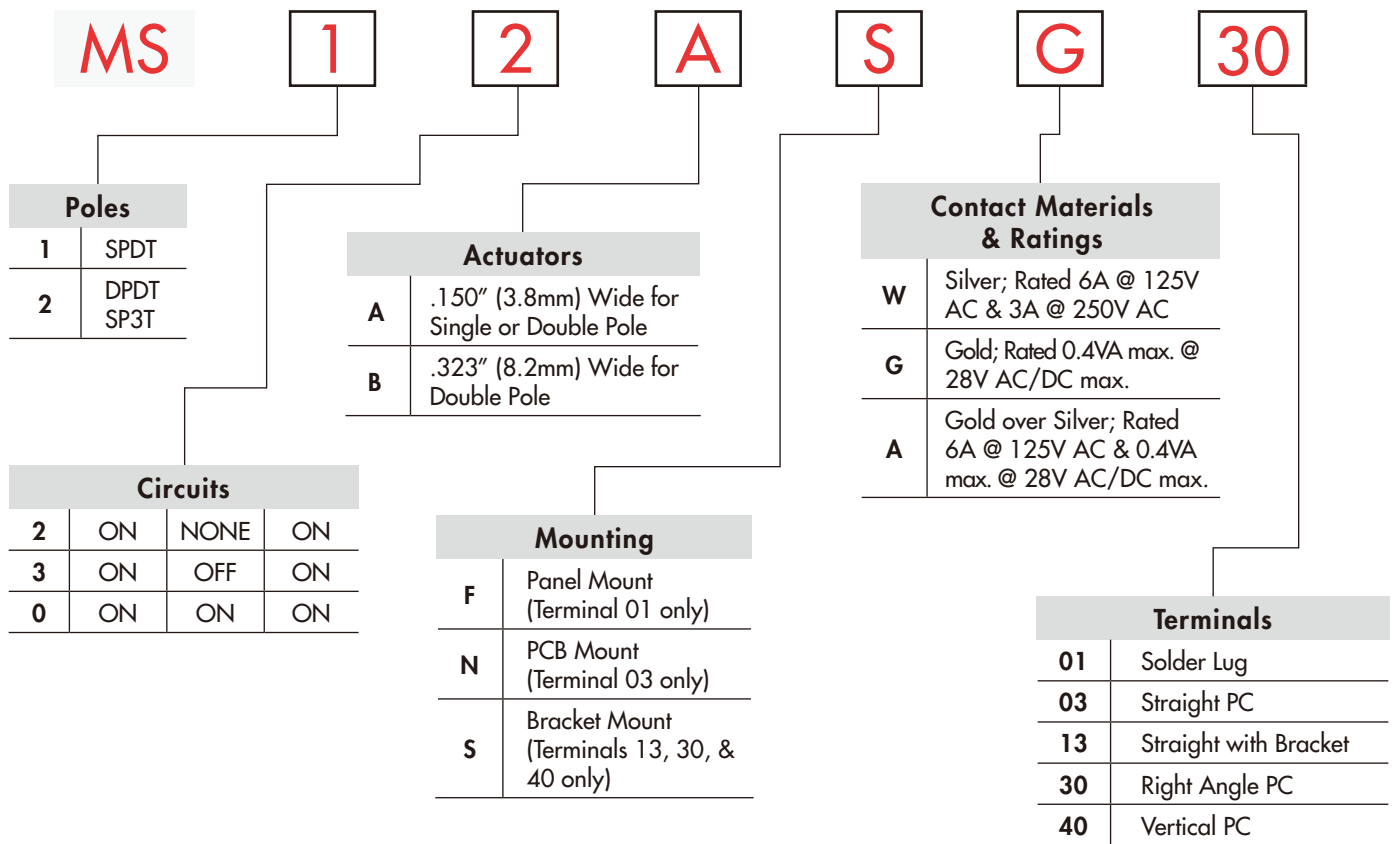 MS 1 2 A S G 30
Poles
1 SPDT
2 DPDT
SP3T
Circuits
2 ON NONE ON
3 ON OFF ON
0 ON ON ON
Actuators
A .150″ (3.8mm) Wide for
Single or Double Pole
B .323″ (8.2mm) Wide for
Double Pole
Mounting
F Panel Mount
(Terminal 01 only)
N PCB Mount
(Terminal 03 only)
S Bracket Mount
(Terminals 13, 30, &
40 only)
Contact Materials
& Ratings
W Silver; Rated 6A @ 125V
AC & 3A @ 250V AC
G Gold; Rated 0.4VA max. @
28V AC/DC max.
A Gold over Silver; Rated
6A @ 125V AC & 0.4VA
max. @ 28V AC/DC max.
Terminals
01 Solder Lug
03 Straight PC
13 Straight with Bracket
30 Right Angle PC
40 Vertical PC